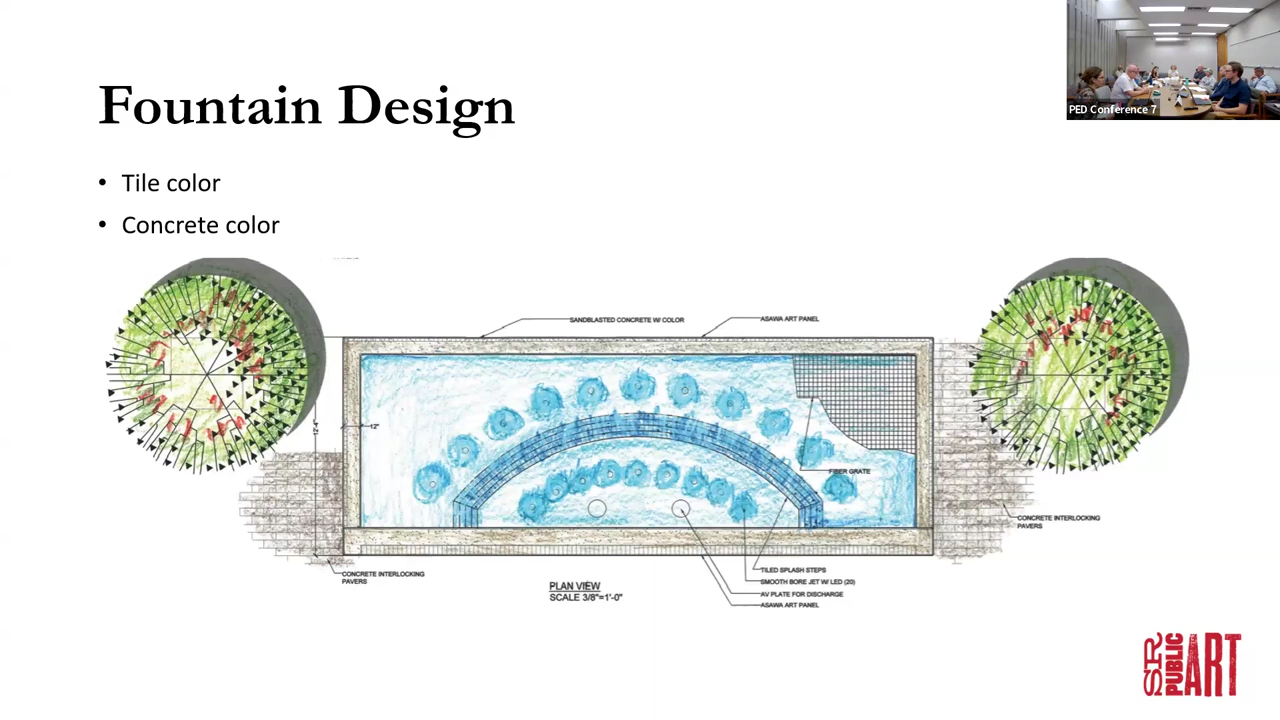 PED Conference 7
Fountain Design
• Tile color
• Concrete color
SANDBLASTED CONCRETE W/ COLOR
ASAWA ART PANEL
12"
FIBER GRATE
CONCRETE INTERLOCKING
PAVERS
CONCRETE INTERLOCKING
PAVERS
TILED SPLASH STEPS
SMOOTH BORE JET W/ LED (20)
AV PLATE FOR DISCHARGE
ASAWA ART PANEL
PLAN VIEW
SCALE 3/8"=1'-0"
SR
PUBLIC
ART